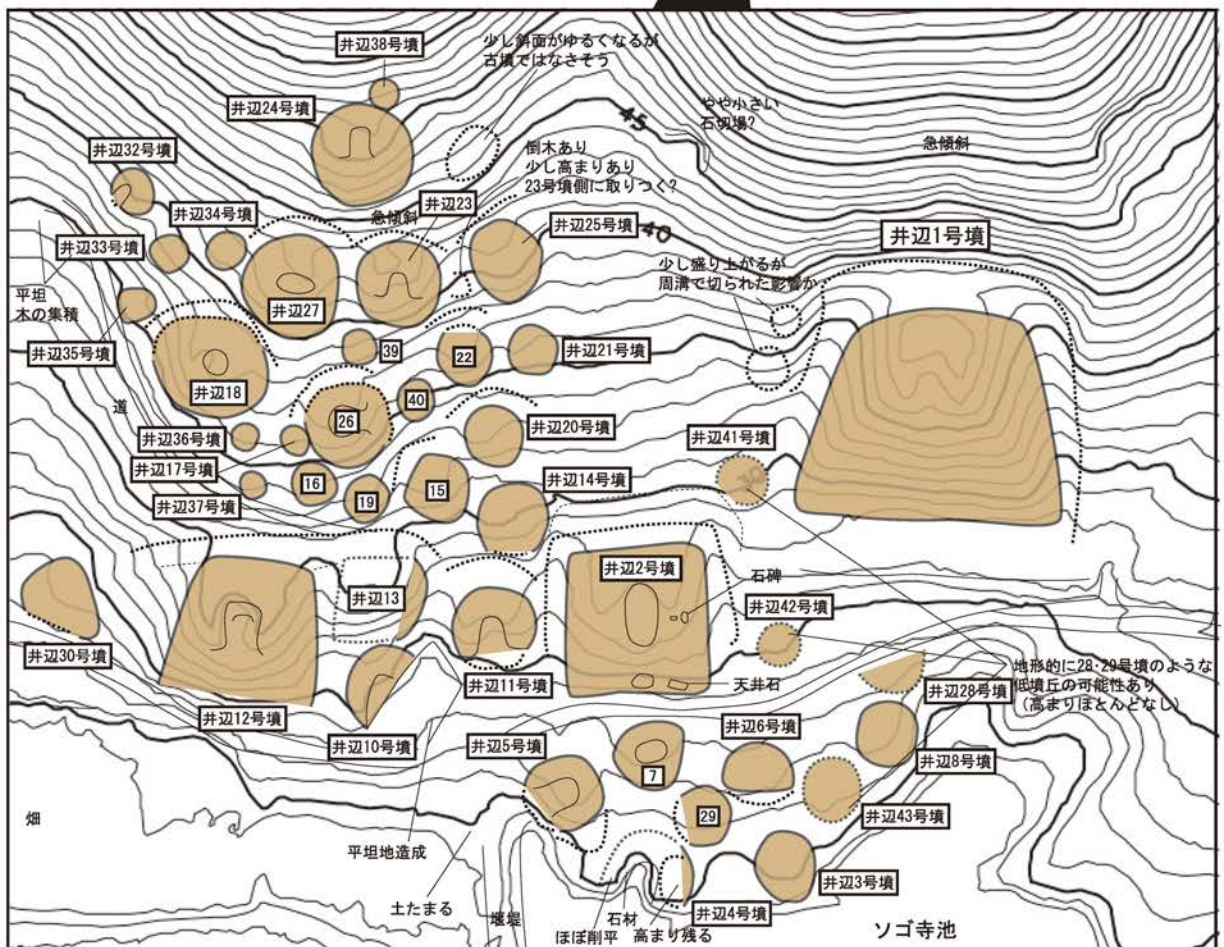 井辺38号墳
少し斜面がゆるくなるが
古墳ではなさそう
井辺24号墳
45
やや小さい
石切場?
急傾斜
井辺32号墳
倒木あり
少し高まりあり
23号墳側に取りつく?
井辺34号墳
急傾斜
井辺23
井辺25号墳
40
井辺1号墳
井辺33号墳
少し盛り上がるが
周溝で切られた影響か
平坦
木の集積
井辺27
井辺35号墳
39
22
井辺21号墳
井辺18
道
40
26
井辺20号墳
井辺36号墳
井辺41号墳
井辺17号墳
16
15
井辺14号墳
19
井辺37号墳
井辺2号墳
石碑
井辺13
井辺42号墳
井辺30号墳
地形的に28・29号墳のような
低墳丘の可能性あり
(高まりほとんどなし)
井辺11号墳
天井石
井辺28号墳
井辺12号墳
井辺10号墳
井辺5号墳
井辺6号墳
井辺8号墳
7
畑
29
井辺43号墳
平坦地造成
井辺3号墳
土たまる
堰堤
石材
井辺4号墳
ほぼ削平
高まり残る
ソゴ寺池